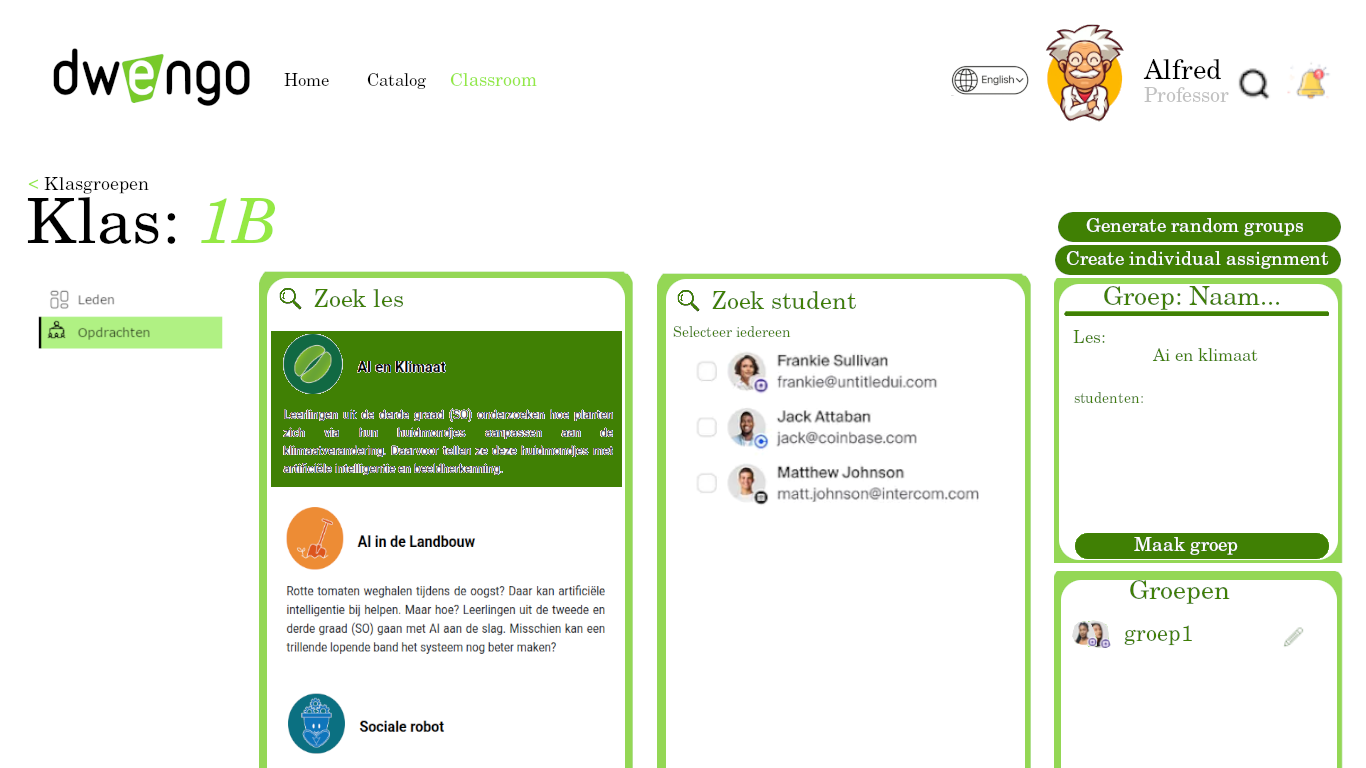 dwengo
Home
Catalog
Classroom
English
Alfred
Professor
< Klasgroepen
Klas: 1B
Leden
Opdrachten
Zoek les
AI en Klimaat
Leerlingen uit de derde graad (SO) onderzoeken hoe planten
zich via hun huidmondjes aanpassen aan de
klimaatverandering. Daarvoor tellen ze deze huidmondjes met
artificiële intelligentie en beeldherkenning.
AI in de Landbouw
Rotte tomaten weghalen tijdens de oogst? Daar kan artificiële
intelligentie bij helpen. Maar hoe? Leerlingen uit de tweede en
derde graad (SO) gaan met AI aan de slag. Misschien kan een
trillende lopende band het systeem nog beter maken?
Sociale robot
Zoek student
Selecteer iedereen
Frankie Sullivan
frankie@untitledui.com
Jack Attaban
jack@coinbase.com
Matthew Johnson
matt.johnson@intercom.com
Generate random groups
Create individual assignment
Groep: Naam...
Les:
Ai en klimaat
studenten:
Maak groep
Groepen
groep1